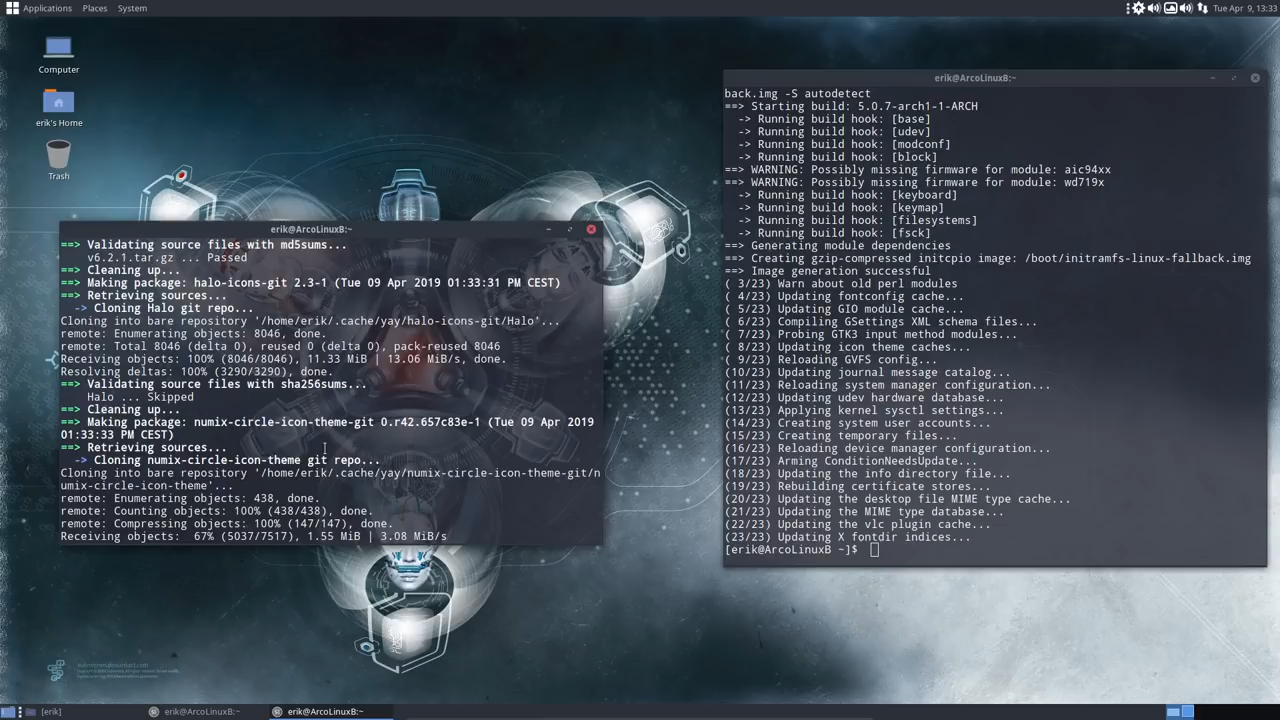 Applications Places System
Tue Apr 9, 13:33
Computer
erik's Home
Trash
erik@ArcoLinuxB:~
==> Validating source files with md5sums...
v6.2.1.tar.gz ... Passed
==> Cleaning up...
==> Making package: halo-icons-git 2.3-1 (Tue 09 Apr 2019 01:33:31 PM CEST)
==> Retrieving sources...
-> Cloning Halo git repo...
Cloning into bare repository '/home/erik/.cache/yay/halo-icons-git/Halo'...
remote: Enumerating objects: 8046, done.
remote: Total 8046 (delta 0), reused 0 (delta 0), pack-reused 8046
Receiving objects: 100% (8046/8046), 11.33 MiB | 13.06 MiB/s, done.
Resolving deltas: 100% (3290/3290), done.
==> Validating source files with sha256sums...
Halo ... Skipped
==> Cleaning up...
==> Making package: numix-circle-icon-theme-git 0.r42.657c83e-1 (Tue 09 Apr 2019
01:33:33 PM CEST)
==> Retrieving sources...
-> Cloning numix-circle-icon-theme git repo...
Cloning into bare repository '/home/erik/.cache/yay/numix-circle-icon-theme-git/n
umix-circle-icon-theme'...
remote: Enumerating objects: 438, done.
remote: Counting objects: 100% (438/438), done.
remote: Compressing objects: 100% (147/147), done.
Receiving objects: 67% (5037/7517), 1.55 MiB | 3.08 MiB/s
erik@ArcoLinuxB:~
back.img -S autodetect
==> Starting build: 5.0.7-arch1-1-ARCH
-> Running build hook: [base]
-> Running build hook: [udev]
-> Running build hook: [modconf]
-> Running build hook: [block]
==> WARNING: Possibly missing firmware for module: aic94xx
==> WARNING: Possibly missing firmware for module: wd719x
-> Running build hook: [keyboard]
-> Running build hook: [keymap]
-> Running build hook: [filesystems]
-> Running build hook: [fsck]
==> Generating module dependencies
==> Creating gzip-compressed initcpio image: /boot/initramfs-linux-fallback.img
==> Image generation successful
( 3/23) Warn about old perl modules
( 4/23) Updating fontconfig cache...
( 5/23) Updating GIO module cache...
( 6/23) Compiling GSettings XML schema files...
( 7/23) Probing GTK3 input method modules...
( 8/23) Updating icon theme caches...
( 9/23) Reloading GVFS config...
(10/23) Updating journal message catalog...
(11/23) Reloading system manager configuration...
(12/23) Updating udev hardware database...
(13/23) Applying kernel sysctl settings...
(14/23) Creating system user accounts...
(15/23) Creating temporary files...
(16/23) Reloading device manager configuration...
(17/23) Arming ConditionNeedsUpdate...
(18/23) Updating the info directory file...
(19/23) Rebuilding certificate stores...
(20/23) Updating the desktop file MIME type cache...
(21/23) Updating the MIME type database...
(22/23) Updating the vlc plugin cache...
(23/23) Updating X fontdir indices...
[erik@ArcoLinuxB ~]$
[erik]
erik@ArcoLinuxB:~
erik@ArcoLinuxB:~